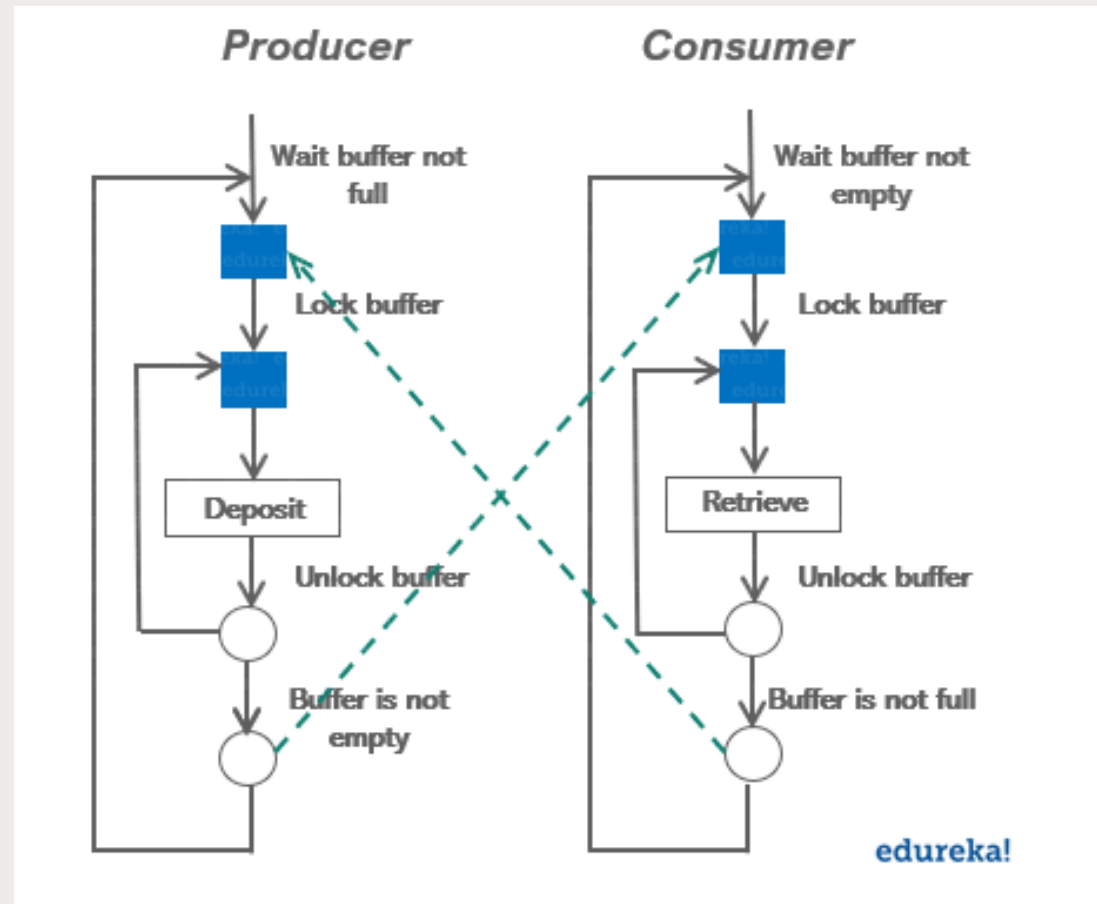 Producer
Consumer
Wait buffer not
full
Wait buffer not
empty
Lock buffer
Lock buffer
Deposit
Retrieve
Unlock buffer
Unlock buffer
Buffer is not
empty
Buffer is not full
edureka!